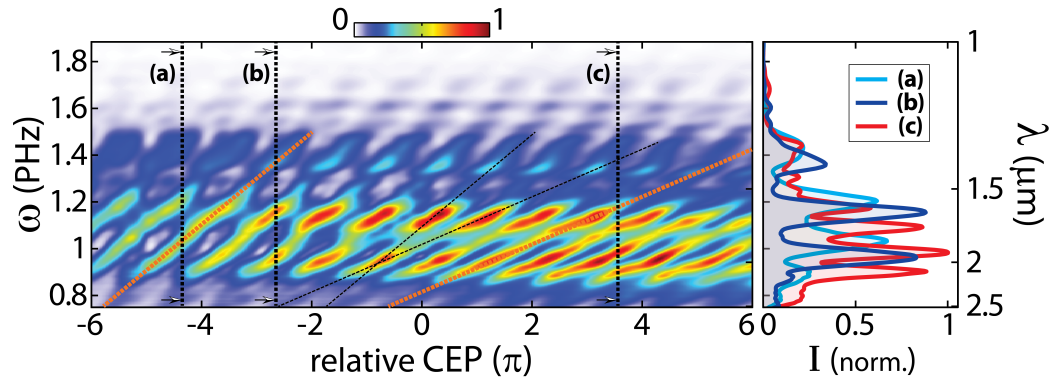 0 1
1.8
1.6
1.4
1.2
1
0.8
ω (PHz)
(a) (b) (c)
-6 -4 -2 0 2 4 6
relative CEP (π)
(a)
(b)
(c)
1
1.5
2
2.5
λ (μm)
0 0.5 1
I (norm.)